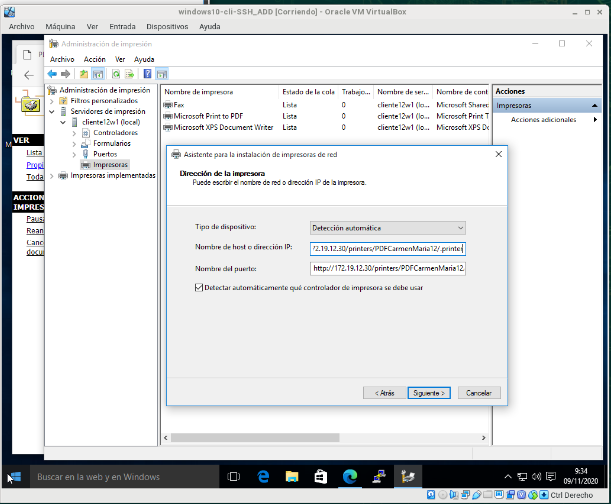 windows10-cli-SSH_ADD [Corriendo] - Oracle VM VirtualBox
Archivo Máquina Ver Entrada Dispositivos Ayuda
Administración de impresión
Archivo Acción Ver Ayuda
Administración de impresión
Filtros personalizados
Servidores de impresión
cliente12w1 (local)
Controladores
Formularios
Puertos
Impresoras
Impresoras implementadas
Nombre de impresora Estado de la cola Trabajo... Nombre de ser... Nombre de cont
Fax Lista 0 cliente12w1 (lo... Microsoft Shared
Microsoft Print to PDF Lista 0 cliente12w1 (lo... Microsoft Print T
Microsoft XPS Document Writer Lista 0 cliente12w1 (lo... Microsoft XPS Dc
Acciones
Impresoras
Acciones adicionales
VER
Lista
Propi
Toda
ACCION
IMPRES
Paus
Rean
Canc
docum
Asistente para la instalación de impresoras de red
Dirección de la impresora
Puede escribir el nombre de red o dirección IP de la impresora.
Tipo de dispositivo: Detección automática
Nombre de host o dirección IP: 72.19.12.30/printers/PDFCarmenMaria12/.printer
Nombre del puerto: http://172.19.12.30/printers/PDFCarmenMaria12.
Detectar automáticamente qué controlador de impresora se debe usar
< Atrás Siguiente > Cancelar
Buscar en la web y en Windows
9:34
09/11/2020
Ctrl Derecho